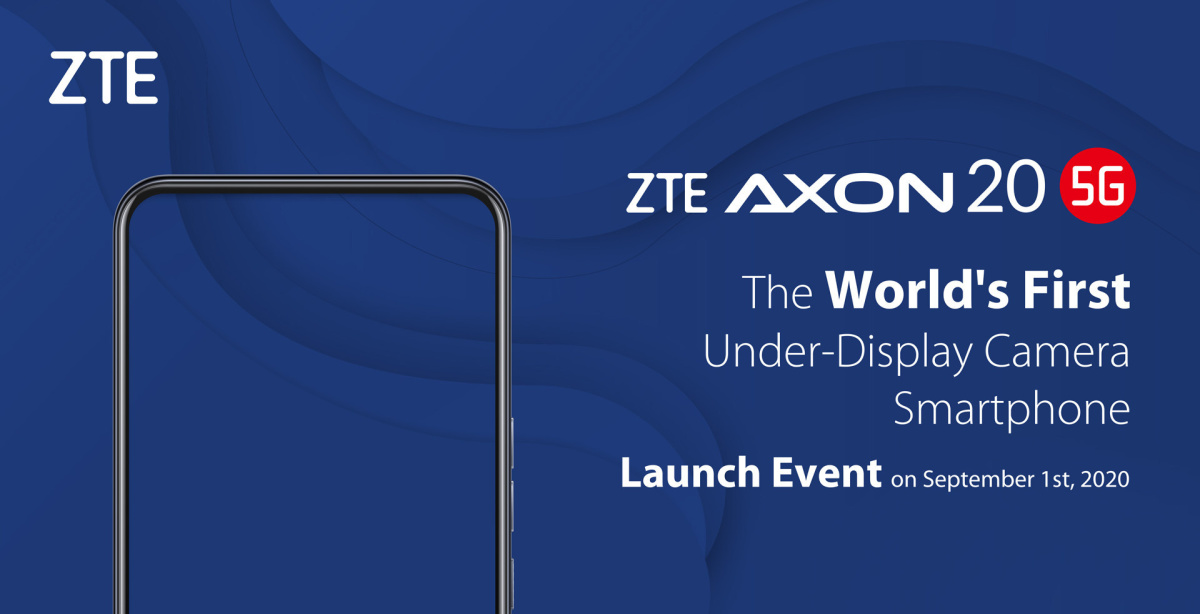 ZTE
ZTE AXON 20 5G
The World's First
Under-Display Camera
Smartphone
Launch Event on September 1st, 2020